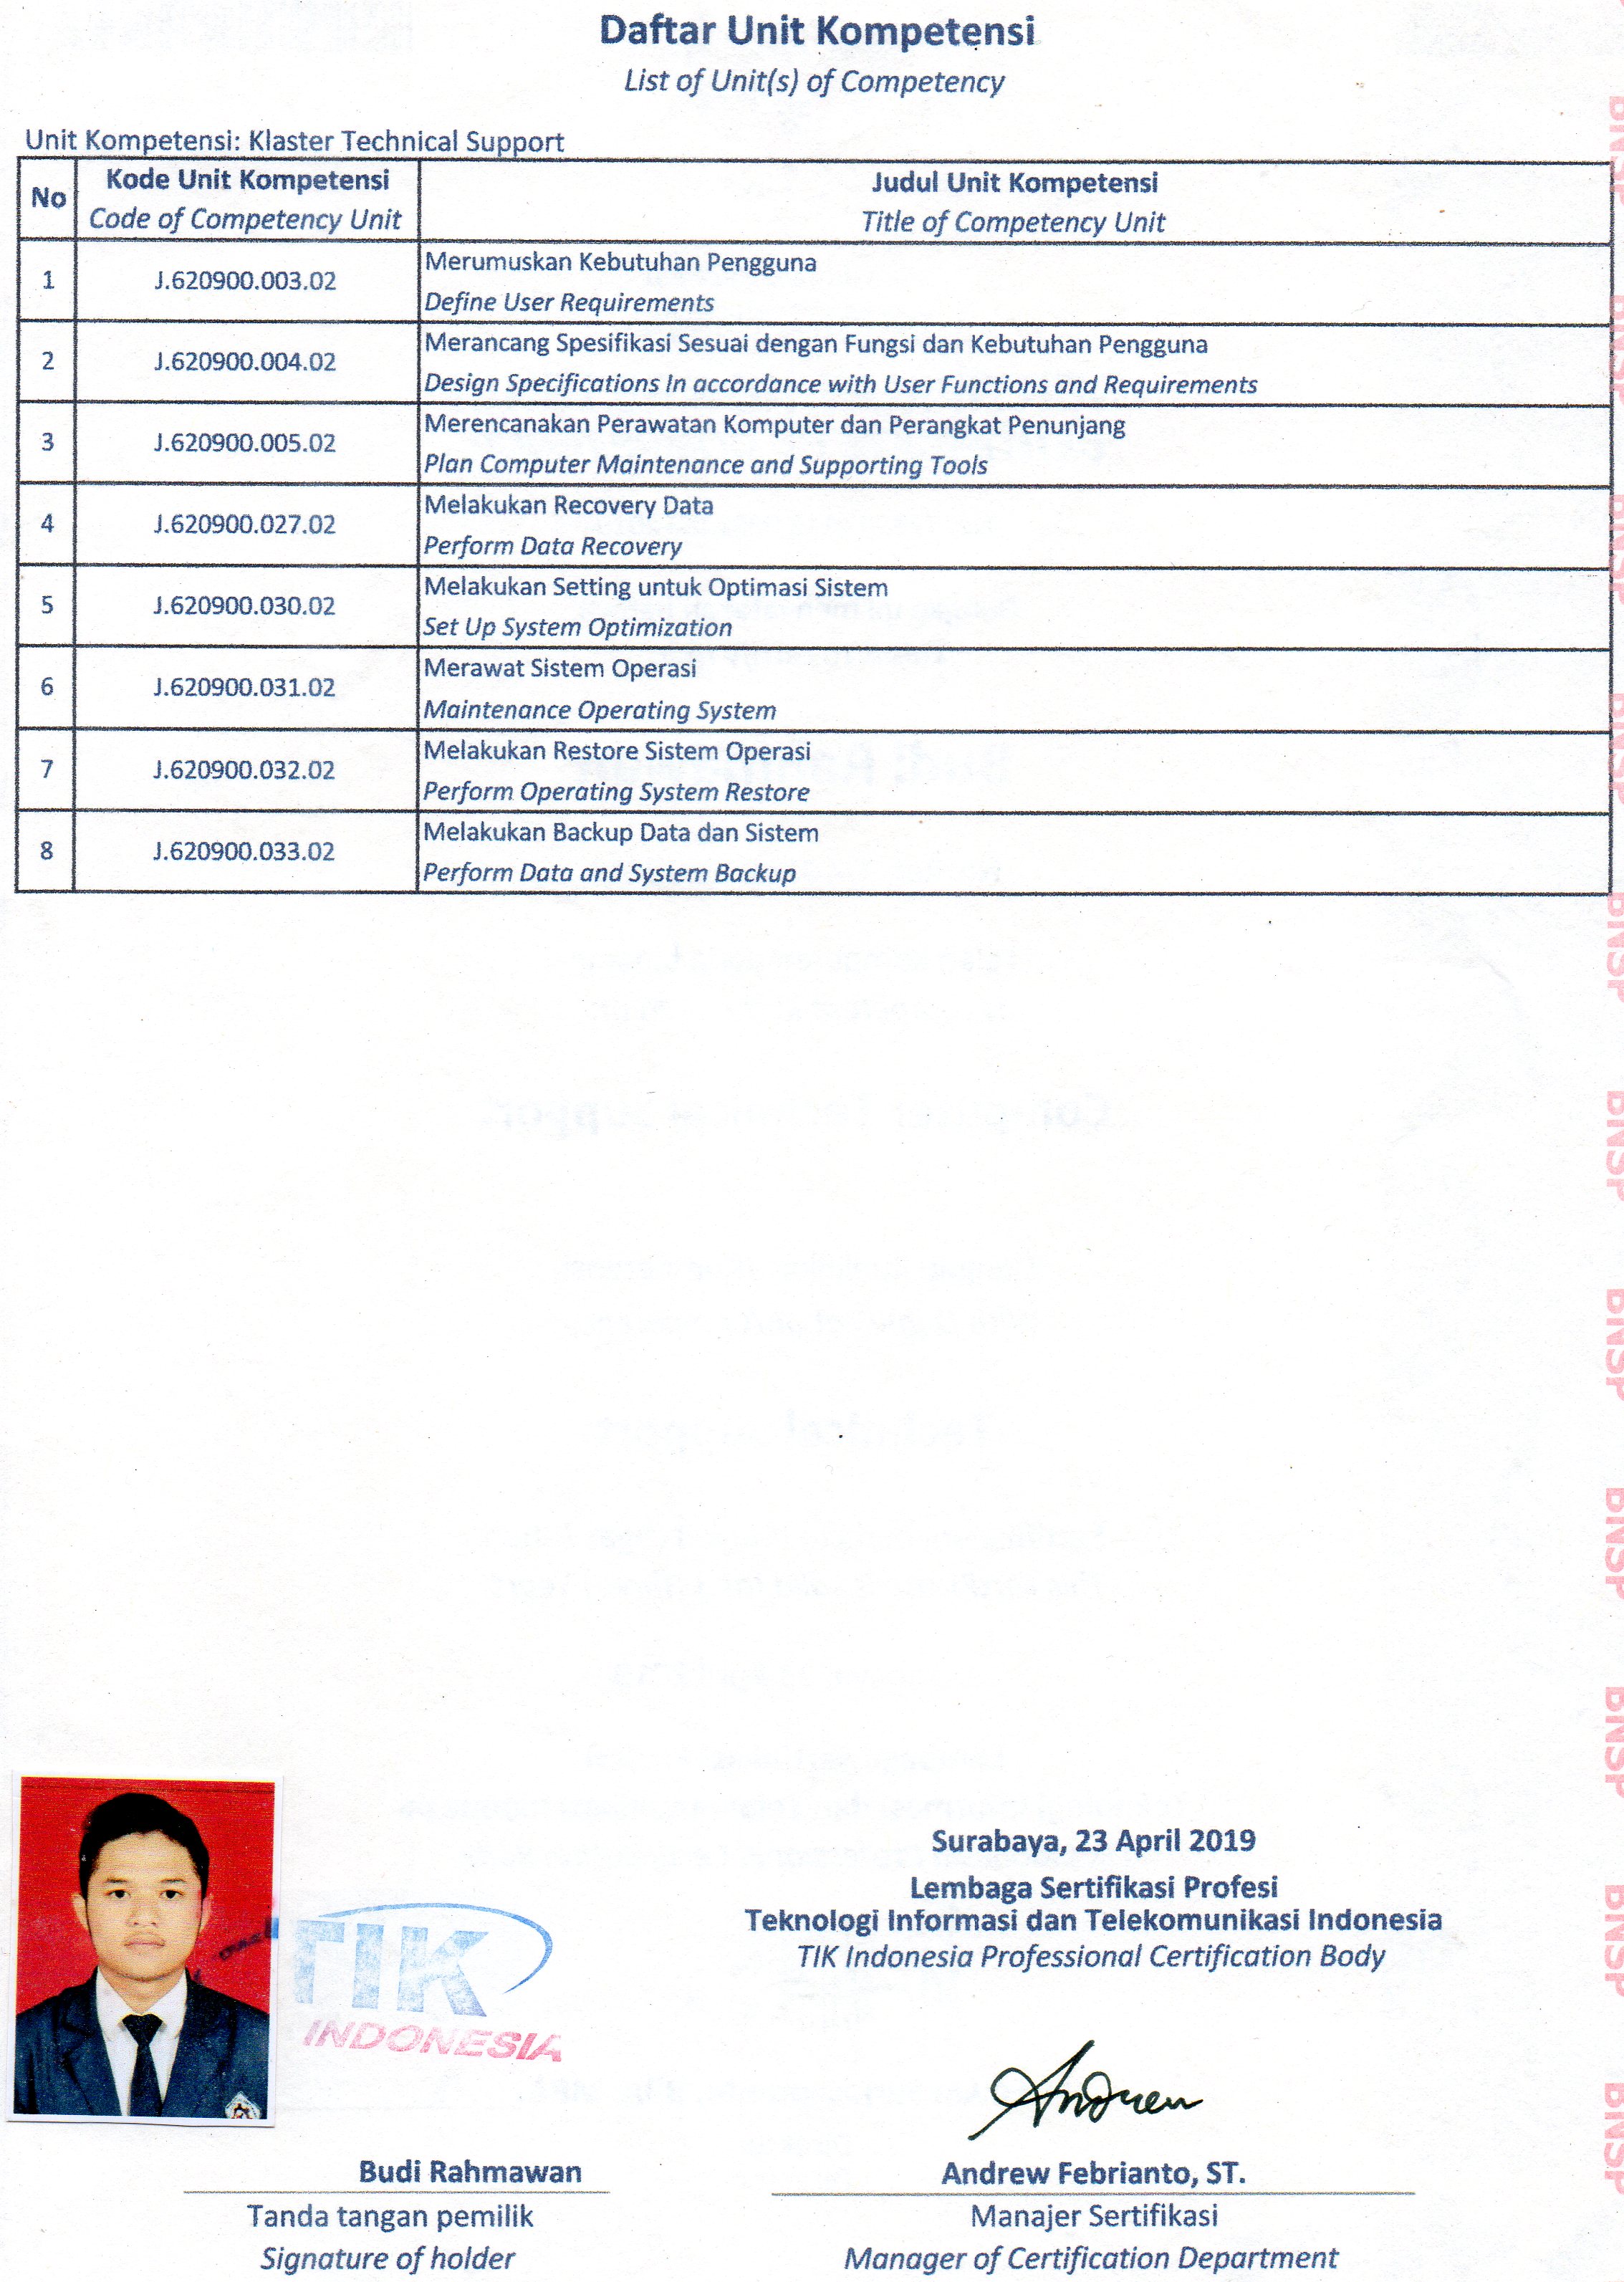 Daftar Unit Kompetensi
List of Unit(s) of Competency
Unit Kompetensi: Klaster Technical Support
No
Kode Unit Kompetensi
Code of Competency Unit
Judul Unit Kompetensi
Title of Competency Unit
1
J.620900.003.02
Merumuskan Kebutuhan Pengguna
Define User Requirements
2
J.620900.004.02
Merancang Spesifikasi Sesuai dengan Fungsi dan Kebutuhan Pengguna
Design Specifications In accordance with User Functions and Requirements
3
J.620900.005.02
Merencanakan Perawatan Komputer dan Perangkat Penunjang
Plan Computer Maintenance and Supporting Tools
4
J.620900.027.02
Melakukan Recovery Data
Perform Data Recovery
5
J.620900.030.02
Melakukan Setting untuk Optimasi Sistem
Set Up System Optimization
6
J.620900.031.02
Merawat Sistem Operasi
Maintenance Operating System
7
J.620900.032.02
Melakukan Restore Sistem Operasi
Perform Operating System Restore
8
J.620900.033.02
Melakukan Backup Data dan Sistem
Perform Data and System Backup
Surabaya, 23 April 2019
Lembaga Sertifikasi Profesi
Teknologi Informasi dan Telekomunikasi Indonesia
TIK Indonesia Professional Certification Body
TIK
INDONESIA
Andrew
Budi Rahmawan
Tanda tangan pemilik
Signature of holder
Andrew Febrianto, ST.
Manajer Sertifikasi
Manager of Certification Department
BNSP
BNSP
BNSP
BNSP
BNSP
BNSP
BNSP
BNSP
BNSP
BNSP
BNSP